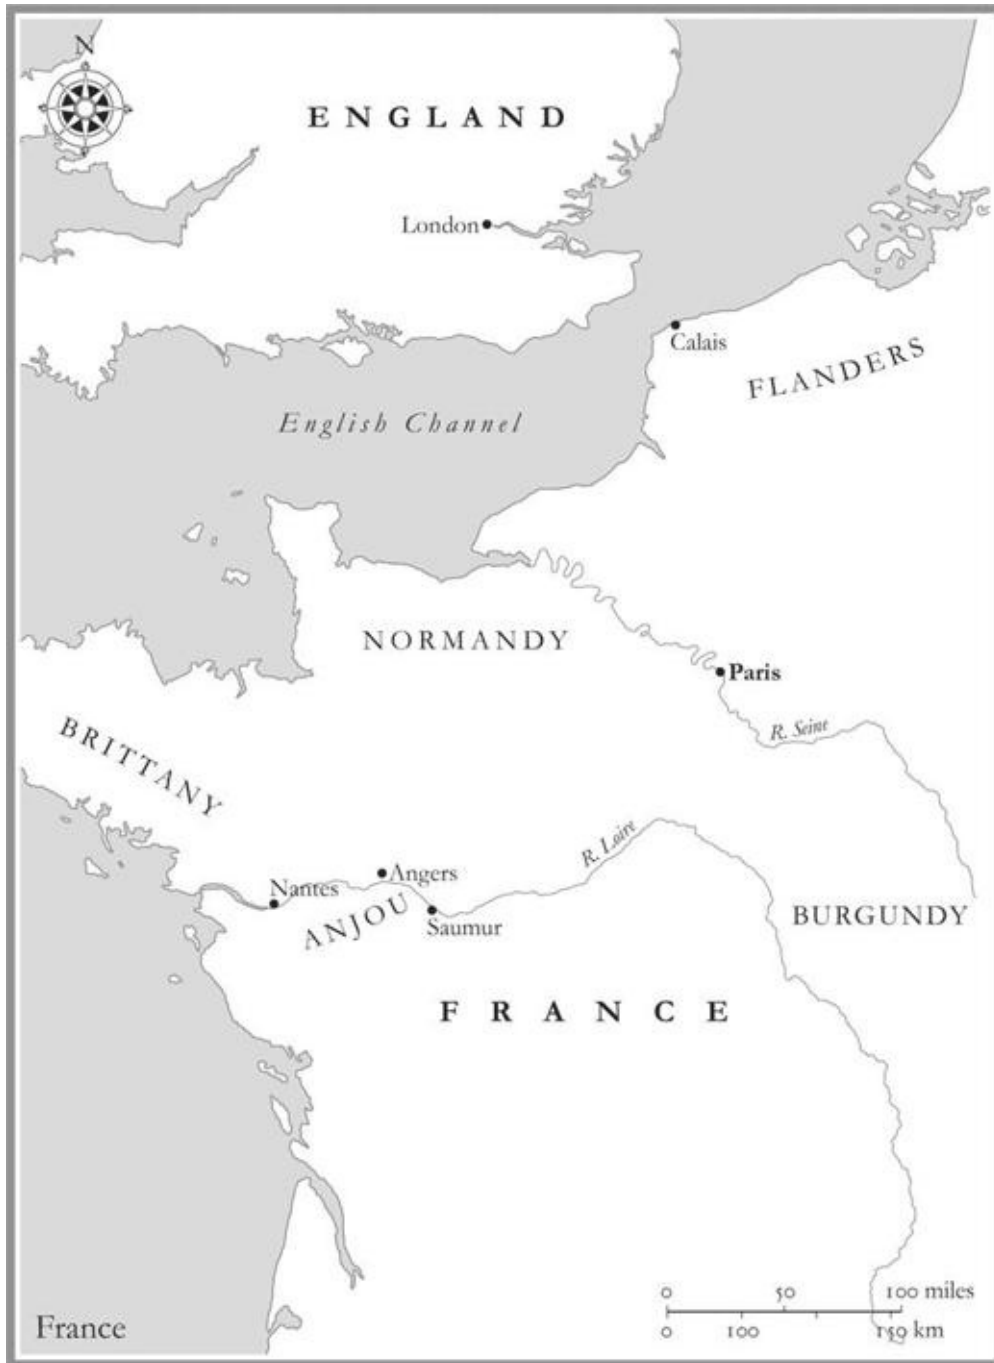 N
ENGLAND
London
Calais
FLANDERS
English Channel
NORMANDY
Paris
R. Seine
BRITTANY
R. Loire
Angers
Nantes
ANJOU
Saumur
BURGUNDY
FRANCE
0 50 100 miles
0 100 150 km
France